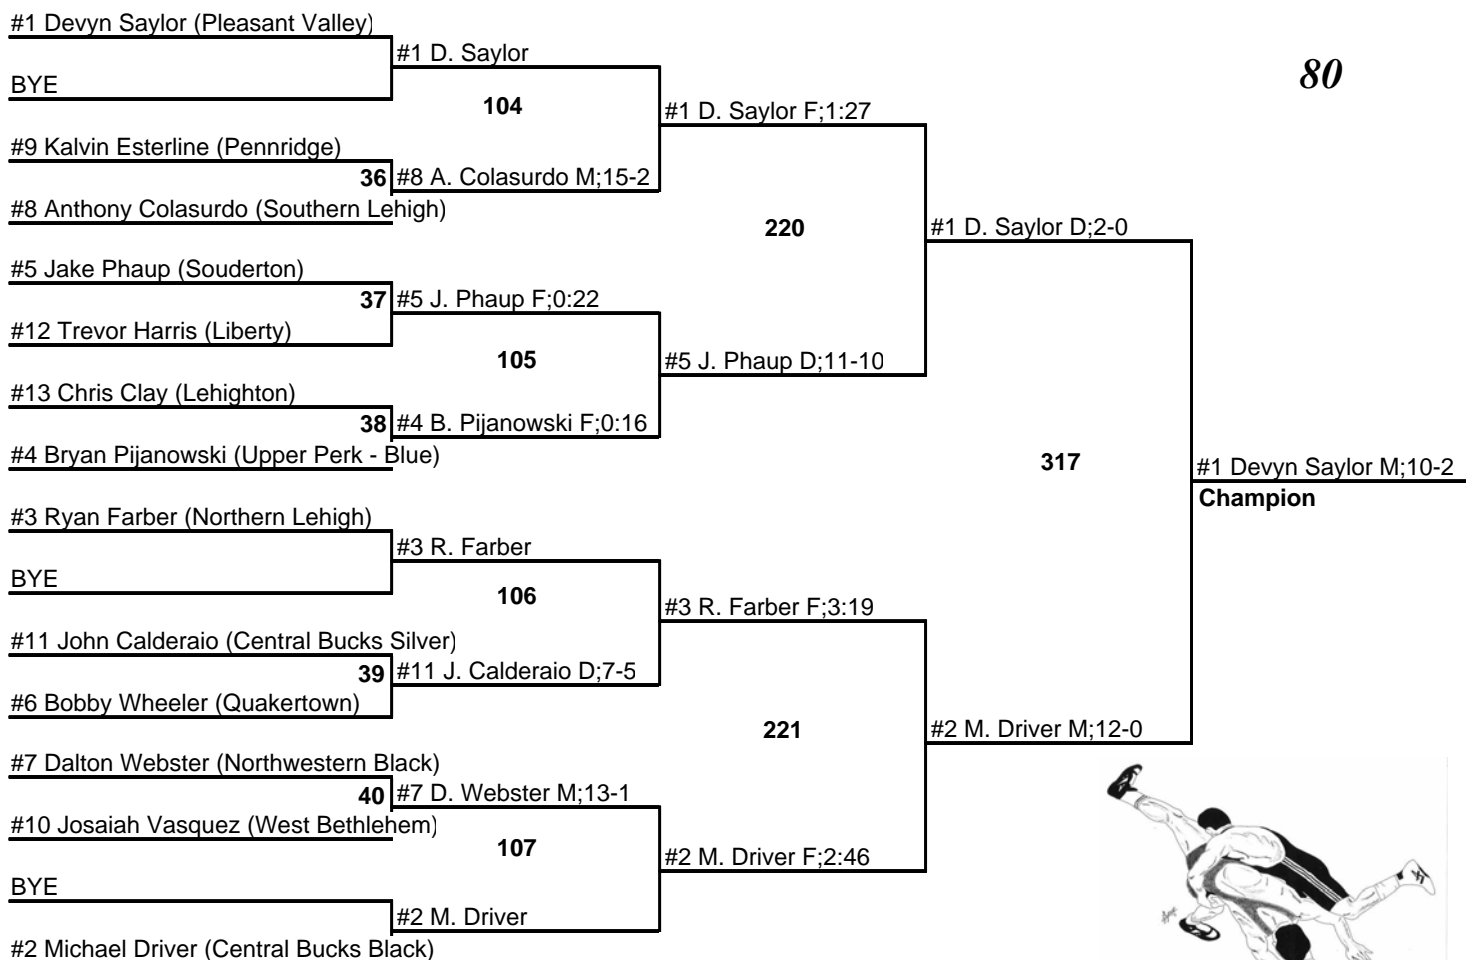 #1 Devyn Saylor (Pleasant Valley)
#1 D. Saylor
80
BYE
104
#1 D. Saylor F;1:27
#9 Kalvin Esterline (Pennridge)
36 #8 A. Colasurdo M;15-2
#8 Anthony Colasurdo (Southern Lehigh)
220
#1 D. Saylor D;2-0
#5 Jake Phaup (Souderton)
37 #5 J. Phaup F;0:22
#12 Trevor Harris (Liberty)
105
#5 J. Phaup D;11-10
#13 Chris Clay (Lehighton)
38 #4 B. Pijanowski F;0:16
#4 Bryan Pijanowski (Upper Perk - Blue)
317
#1 Devyn Saylor M;10-2
Champion
#3 Ryan Farber (Northern Lehigh)
#3 R. Farber
BYE
106
#3 R. Farber F;3:19
#11 John Calderaio (Central Bucks Silver)
39 #11 J. Calderaio D;7-5
#6 Bobby Wheeler (Quakertown)
221
#2 M. Driver M;12-0
#7 Dalton Webster (Northwestern Black)
40 #7 D. Webster M;13-1
#10 Josaiah Vasquez (West Bethlehem)
107
#2 M. Driver F;2:46
BYE
#2 M. Driver
#2 Michael Driver (Central Bucks Black)